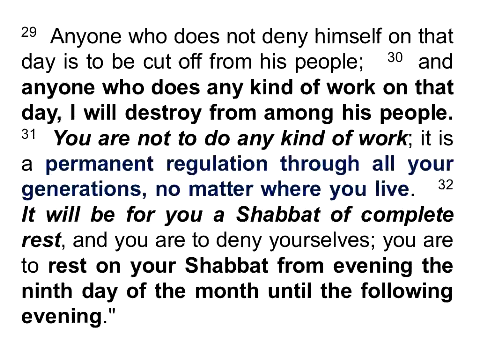 29 Anyone who does not deny himself on that
day is to be cut off from his people; 30 and
anyone who does any kind of work on that
day, I will destroy from among his people.
31 You are not to do any kind of work; it is
a permanent regulation through all your
generations, no matter where you live. 32
It will be for you a Shabbat of complete
rest, and you are to deny yourselves; you are
to rest on your Shabbat from evening the
ninth day of the month until the following
evening."